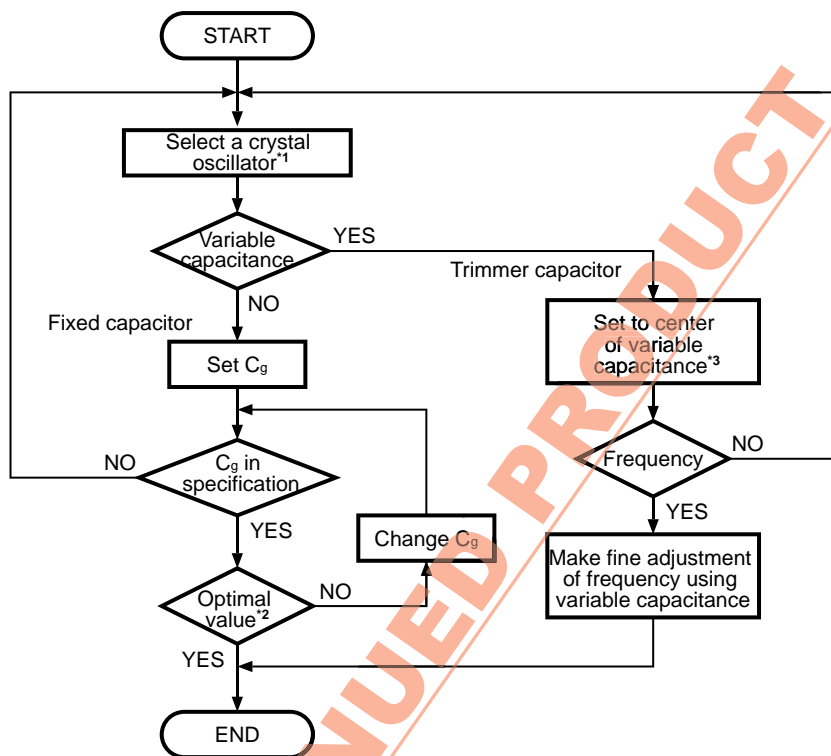 START
Select a crystal
oscillator*1
Variable
capacitance
YES
Trimmer capacitor
NO
Fixed capacitor
Set Cg
Set to center
of variable
capacitance*3
Cg in
specification
NO
YES
Frequency
NO
YES
Change Cg
Optimal
value*2
NO
YES
Make fine adjustment
of frequency using
variable capacitance
END
NUED PRODUCT